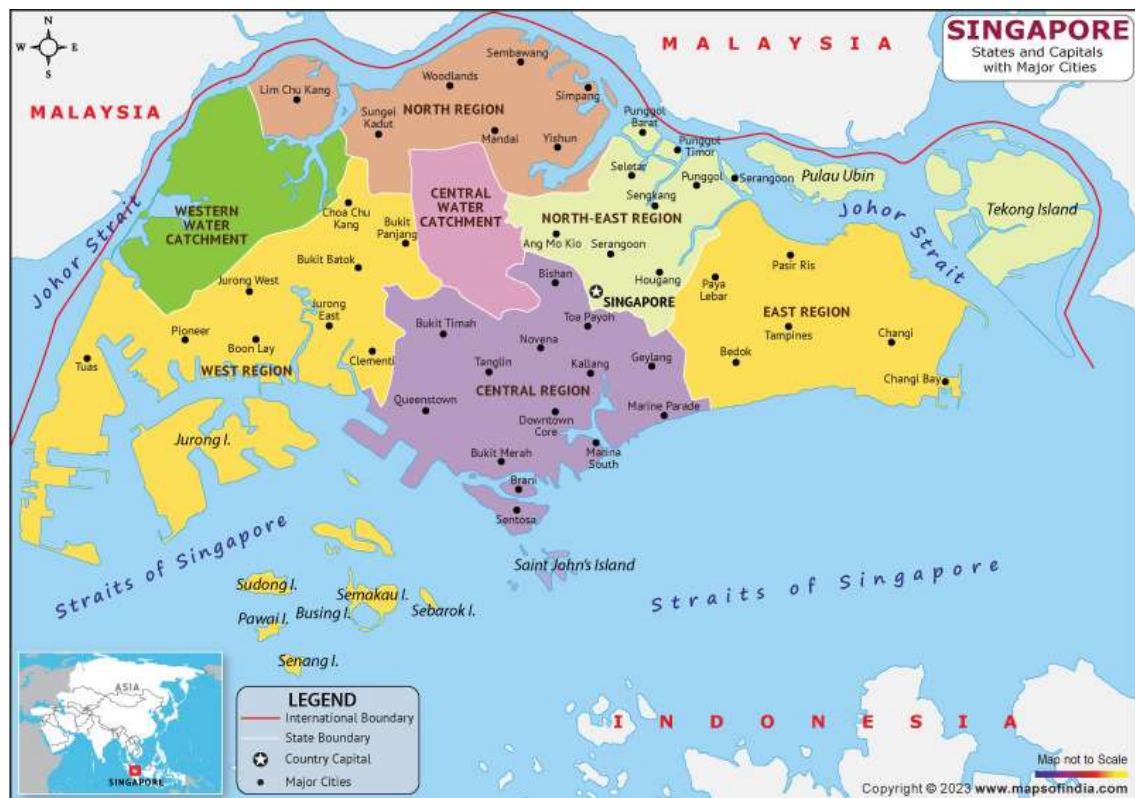 N
W
E
S
MALAYSIA
MALAYSIA
SINGAPORE
States and Capitals
with Major Cities
Sembawang
Woodlands
Lim Chu Kang
Simpang
Sungei
Kadut
NORTH REGION
Mandai
Yishun
Punggol
Barat
Punggol
Timor
Seletar
Punggol
Serangoon
Pulau Ubin
Sengkang
Tekong Island
Johor Strait
Johor Strait
WESTERN
WATER
CATCHMENT
CENTRAL
WATER
CATCHMENT
Choa Chu
Kang
Bukit
Panjang
NORTH-EAST REGION
Ang Mo Kio
Serangoon
Hougang
Bukit Batok
Bishan
SINGAPORE
Pasir Ris
Paya
Lebar
EAST REGION
Tampines
Changi
Bedok
Changi Bay
Jurong West
Jurong
East
Pioneer
Boon Lay
Tuas
WEST REGION
Clementi
Bukit Timah
Toa Payoh
Novena
Tanglin
Kallang
Geylang
CENTRAL REGION
Queenstown
Downtown
Core
Marine Parade
Marina
South
Bukit Merah
Brani
Sentosa
Jurong I.
Saint John's Island
Straits of Singapore
Straits of Singapore
Sudong I.
Semakau I.
Pawai I.
Busing I.
Sebarok I.
Senang I.
ASIA
SINGAPORE
LEGEND
International Boundary
State Boundary
Country Capital
Major Cities
INDONESIA
Map not to Scale
Copyright © 2023 www.mapsofindia.com